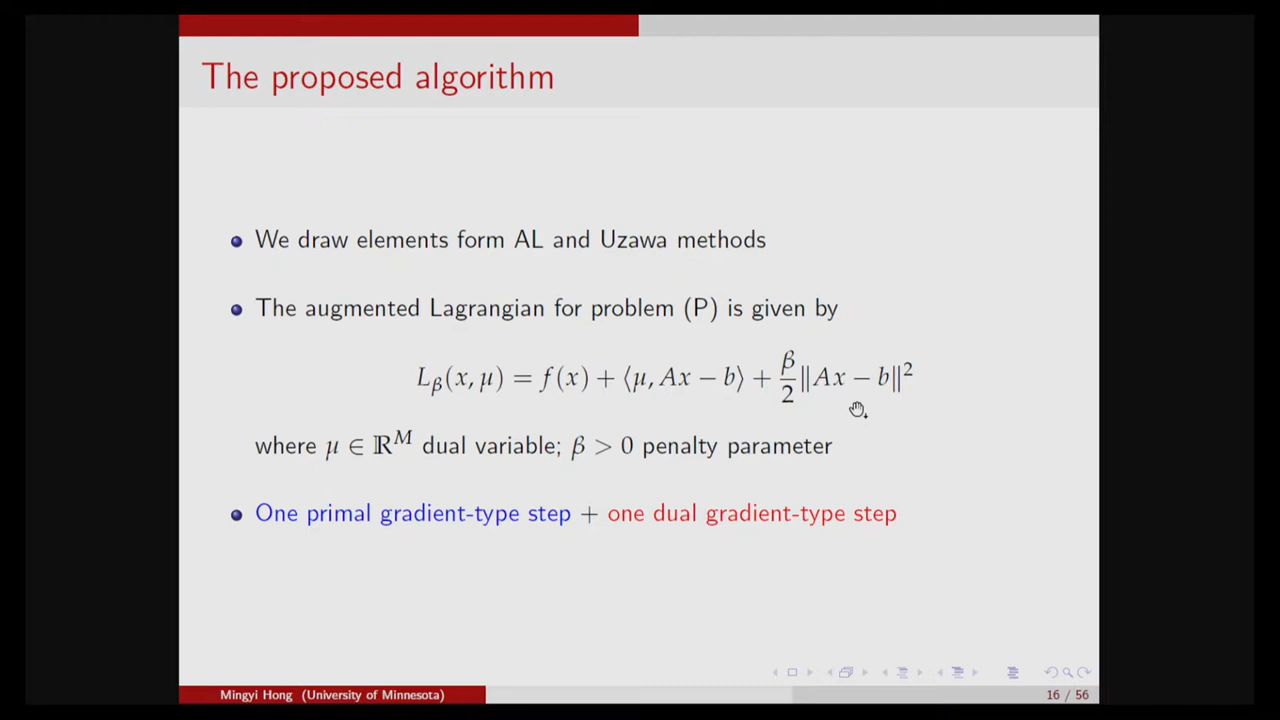 The proposed algorithm
We draw elements form AL and Uzawa methods
The augmented Lagrangian for problem (P) is given by
L_β(x, μ) = f(x) + ⟨μ, Ax − b⟩ + β/2 ‖Ax − b‖²
where μ ∈ ℝ^M dual variable; β > 0 penalty parameter
One primal gradient-type step + one dual gradient-type step
Mingyi Hong (University of Minnesota)
16 / 56